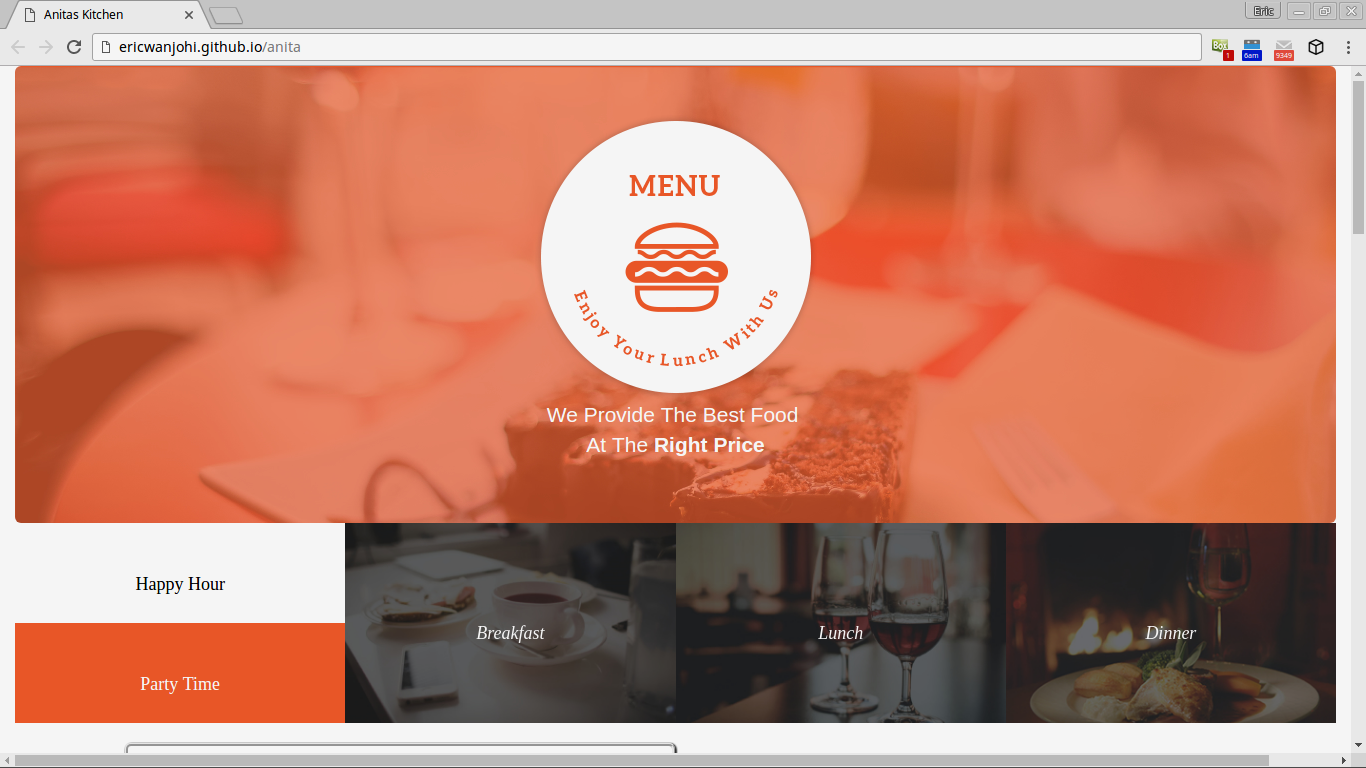 Anitas Kitchen
Eric
ericwanjohi.github.io/anita
Box
1
6am
9349
MENU
Enjoy Your Lunch With Us
We Provide The Best Food
At The Right Price
Happy Hour
Party Time
Breakfast
Lunch
Dinner